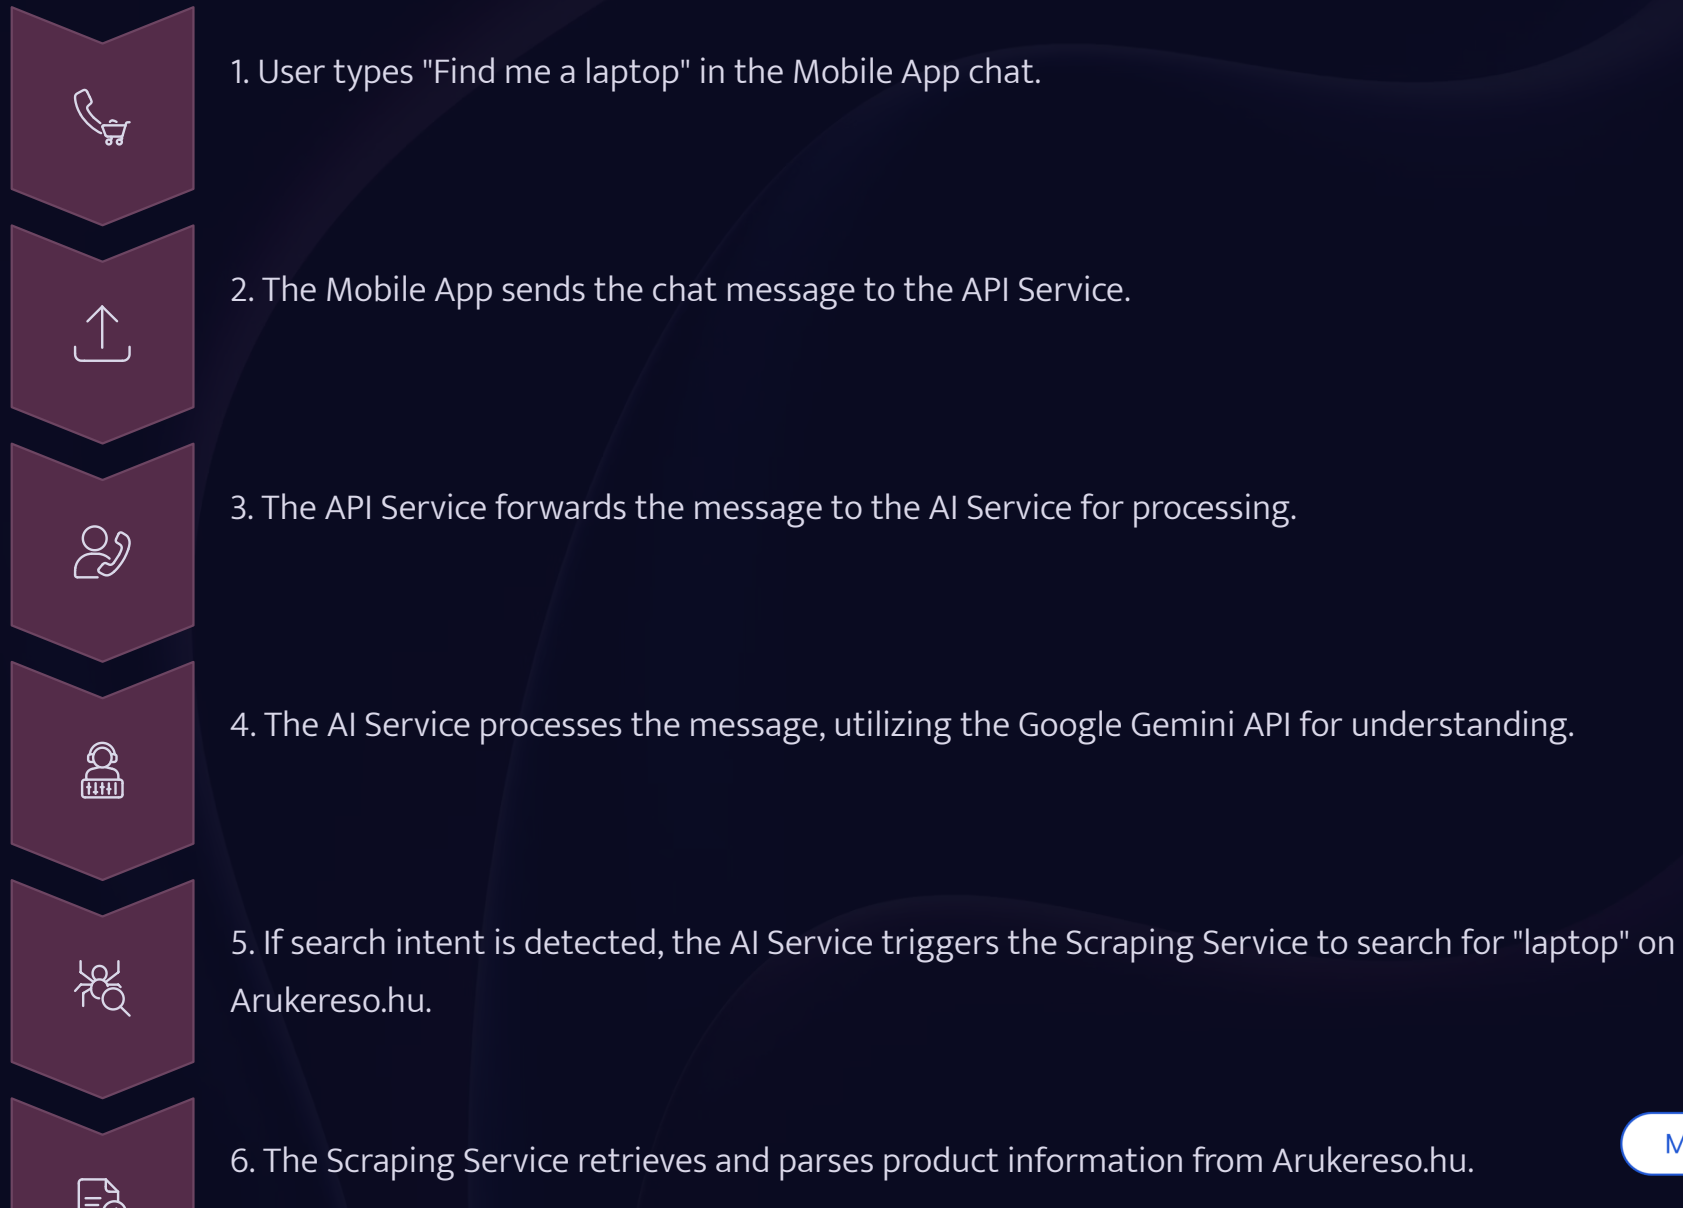 1. User types "Find me a laptop" in the Mobile App chat.
2. The Mobile App sends the chat message to the API Service.
3. The API Service forwards the message to the AI Service for processing.
4. The AI Service processes the message, utilizing the Google Gemini API for understanding.
5. If search intent is detected, the AI Service triggers the Scraping Service to search for "laptop" on
Arukereso.hu.
6. The Scraping Service retrieves and parses product information from Arukereso.hu.